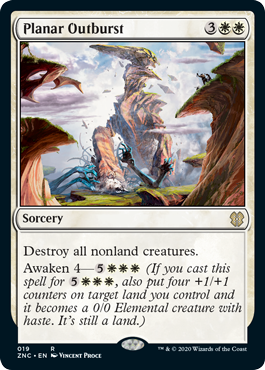 Planar Outburst 3
Sorcery
Destroy all nonland creatures.
Awaken 4—5 (If you cast this
spell for 5, also put four +1/+1
counters on target land you control and
it becomes a 0/0 Elemental creature with
haste. It's still a land.)
019 R
ZNC • EN VINCENT PROCE
™ & © 2020 Wizards of the Coast